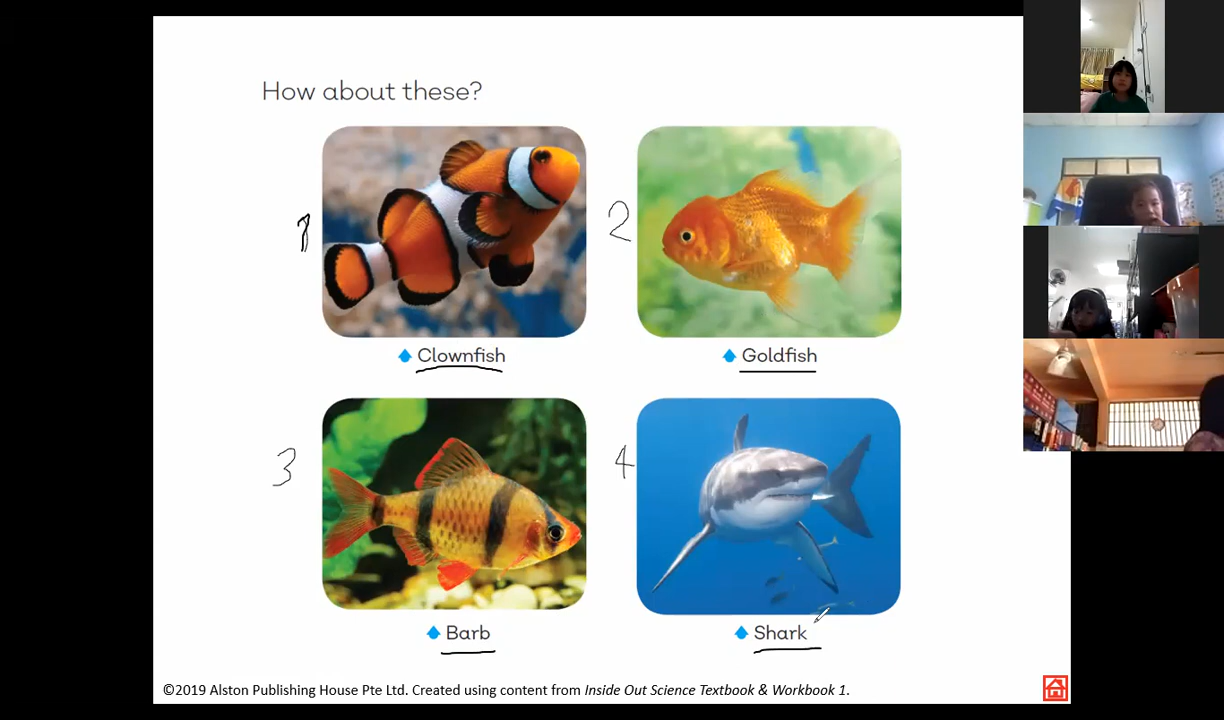 How about these?
1
2
Clownfish
Goldfish
3
4
Barb
Shark
©2019 Alston Publishing House Pte Ltd. Created using content from Inside Out Science Textbook & Workbook 1.